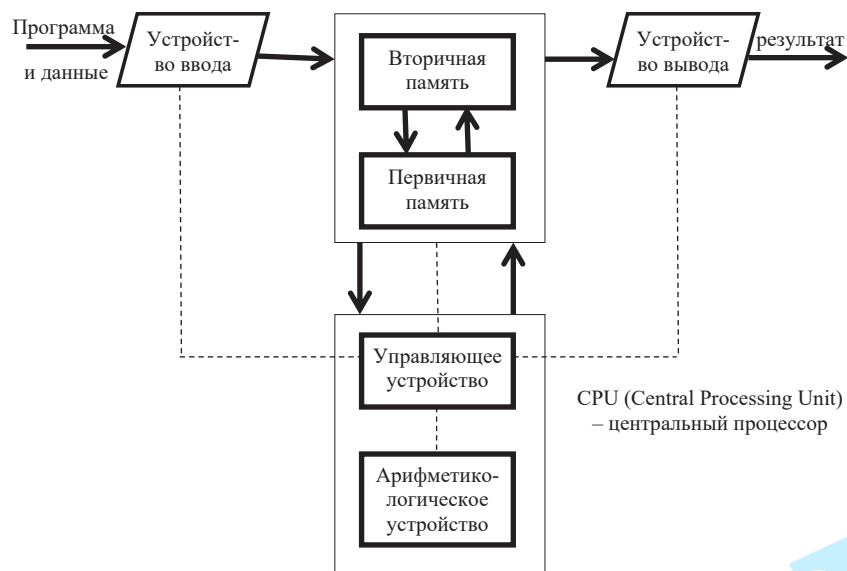 Программа
и данные
Устройст-
во ввода
Вторичная
память
Первичная
память
Устройст-
во вывода
результат
Управляющее
устройство
Арифметико-
логическое
устройство
CPU (Central Processing Unit)
– центральный процессор